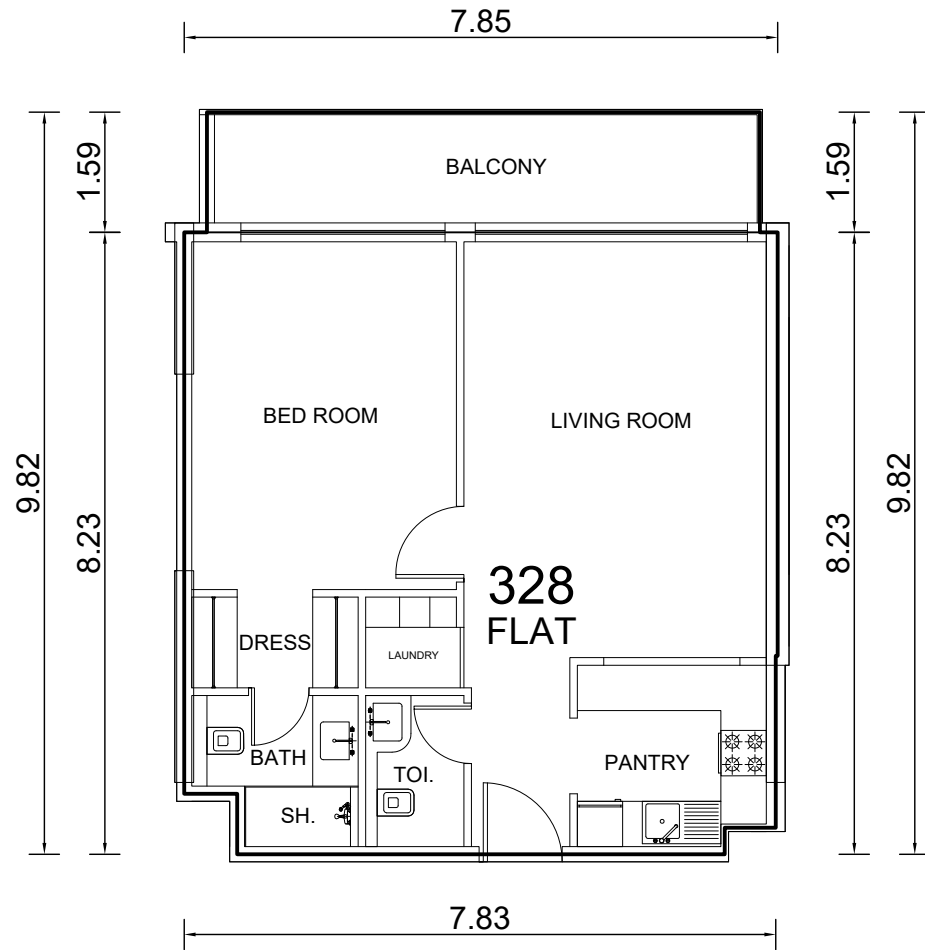 7.85
1.59
1.59
BALCONY
BED ROOM
LIVING ROOM
9.82
8.23
8.23
9.82
328
FLAT
DRESS
LAUNDRY
BATH
TOI.
PANTRY
SH.
7.83